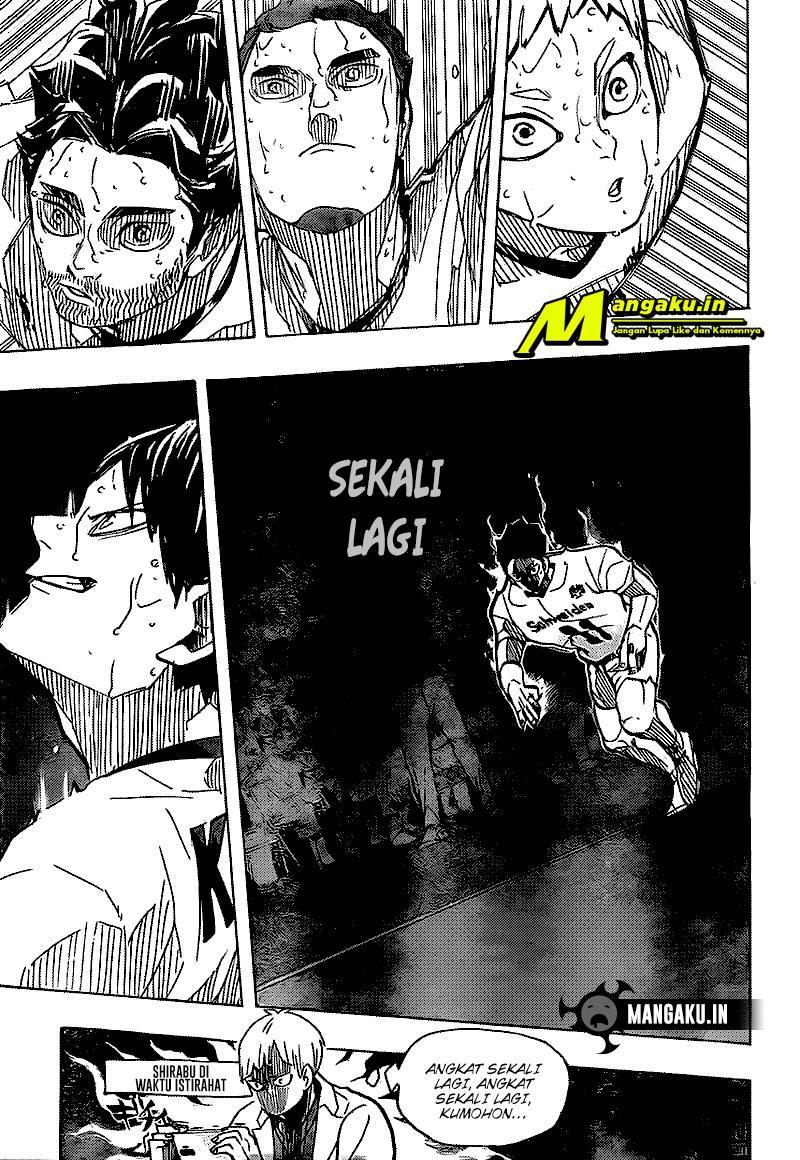 Mangaku.in
Jangan Lupa Like dan Komennya
SEKALI
LAGI
Schweiden
MANGAKU.IN
SHIRABU DI
WAKTU ISTIRAHAT
ANGKAT SEKALI
LAGI, ANGKAT
SEKALI LAGI,
KUMOHON...